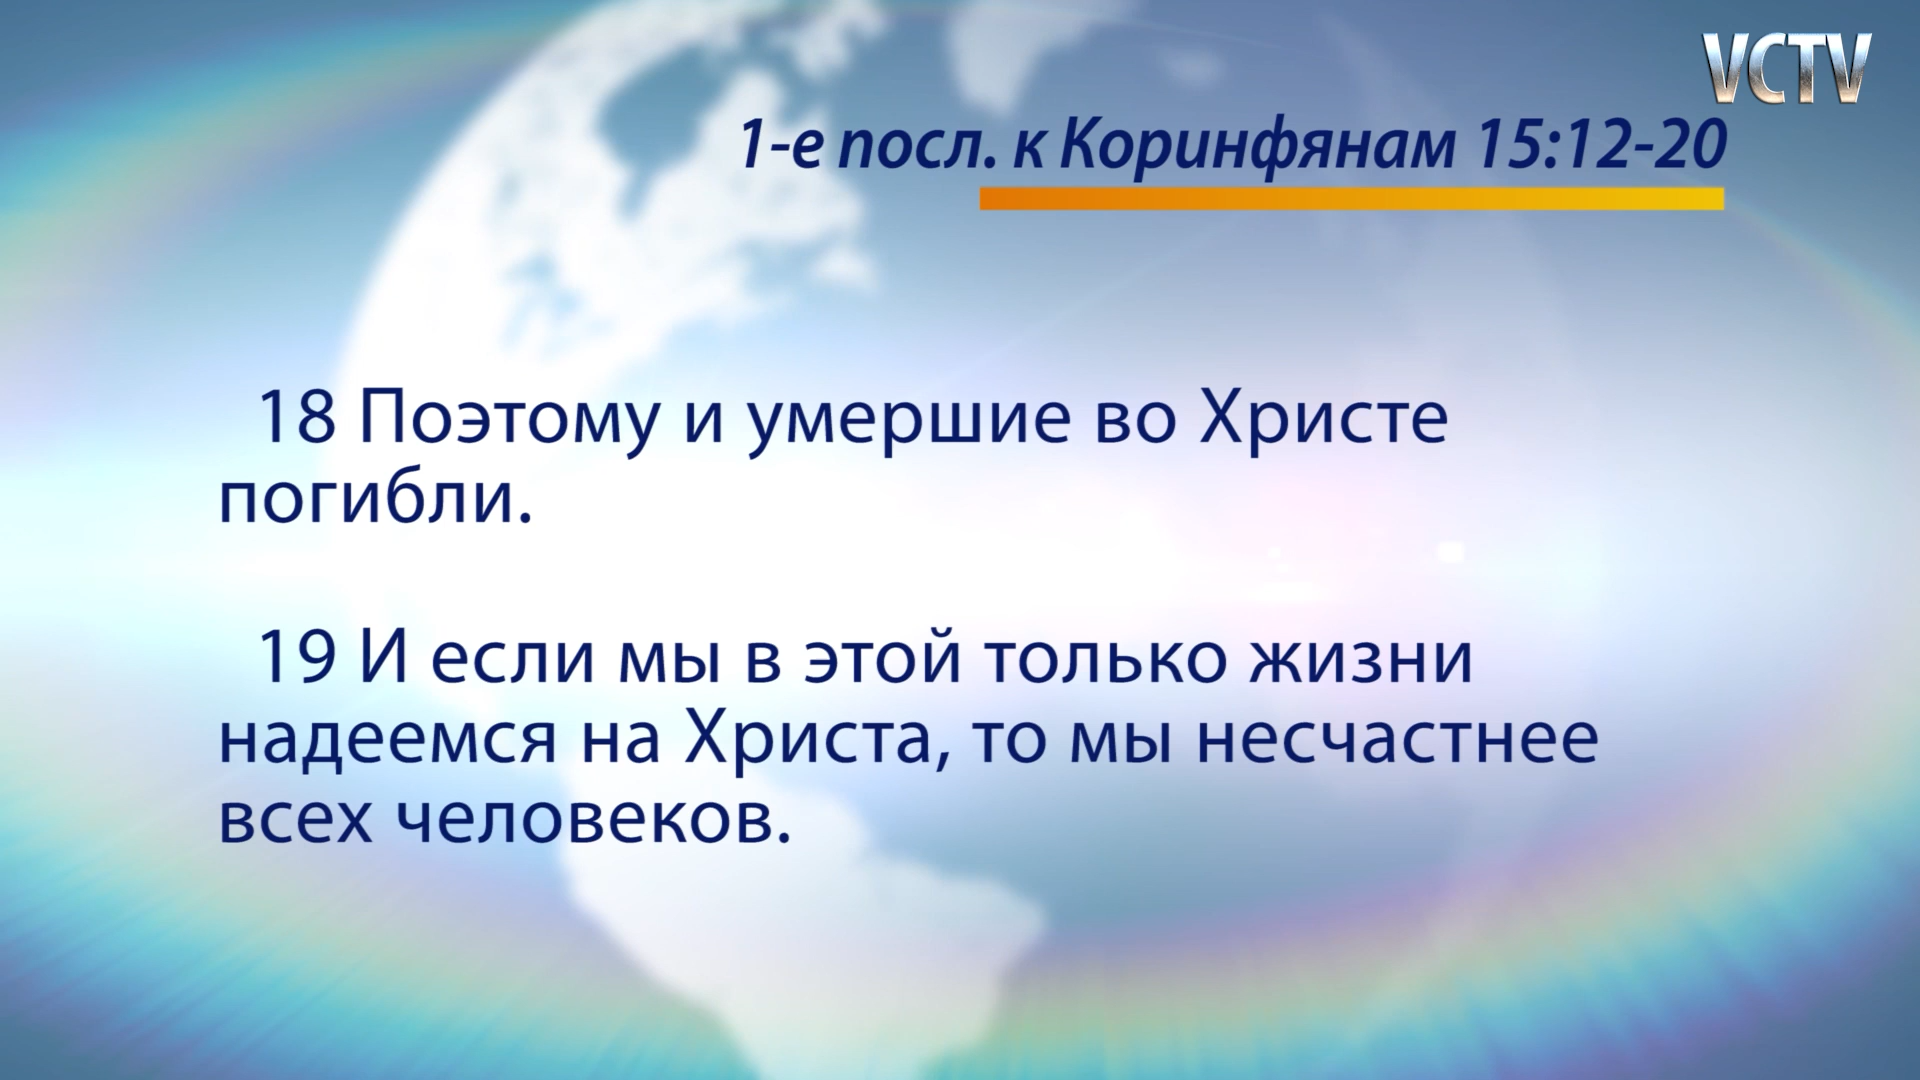 VCTV
1-е посл. к Коринфянам 15:12-20
18 Поэтому и умершие во Христе
погибли.
19 И если мы в этой только жизни
надеемся на Христа, то мы несчастнее
всех человеков.